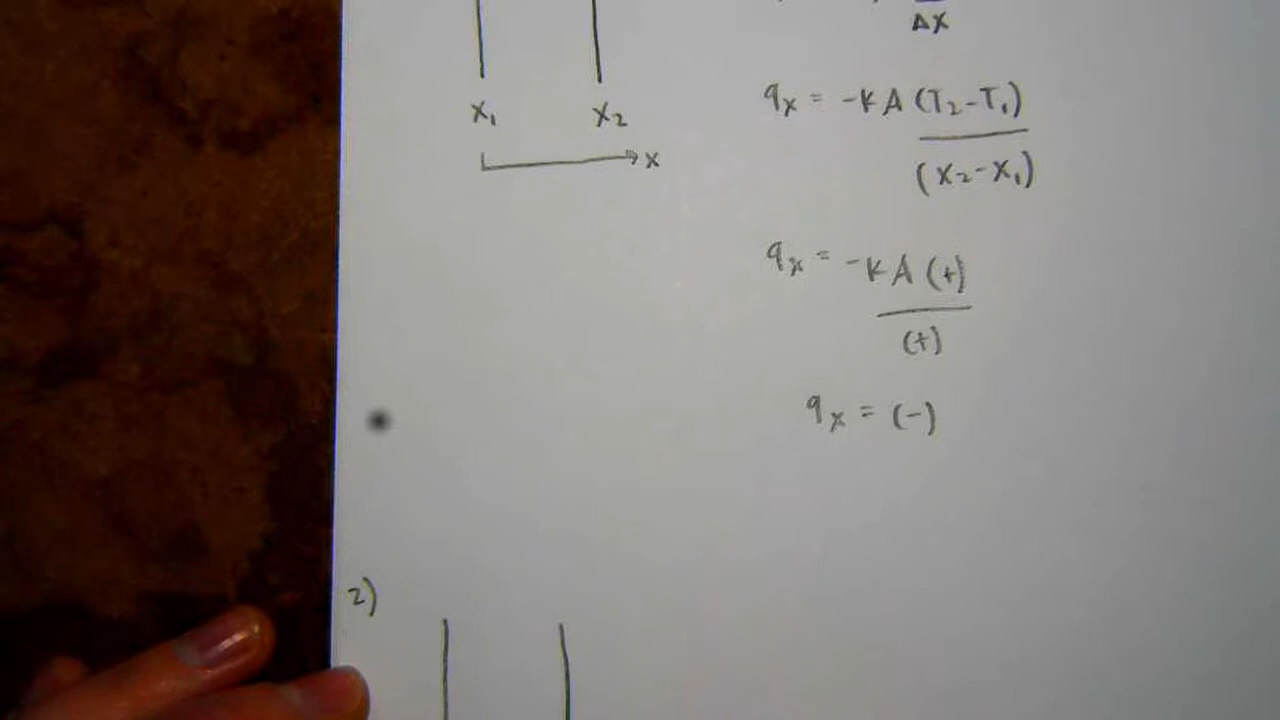 ΔX
X₁ X₂
x
qₓ = -KA (T₂-T₁)
(X₂-X₁)
qₓ = -KA (+)
(+)
qₓ = (-)
2)